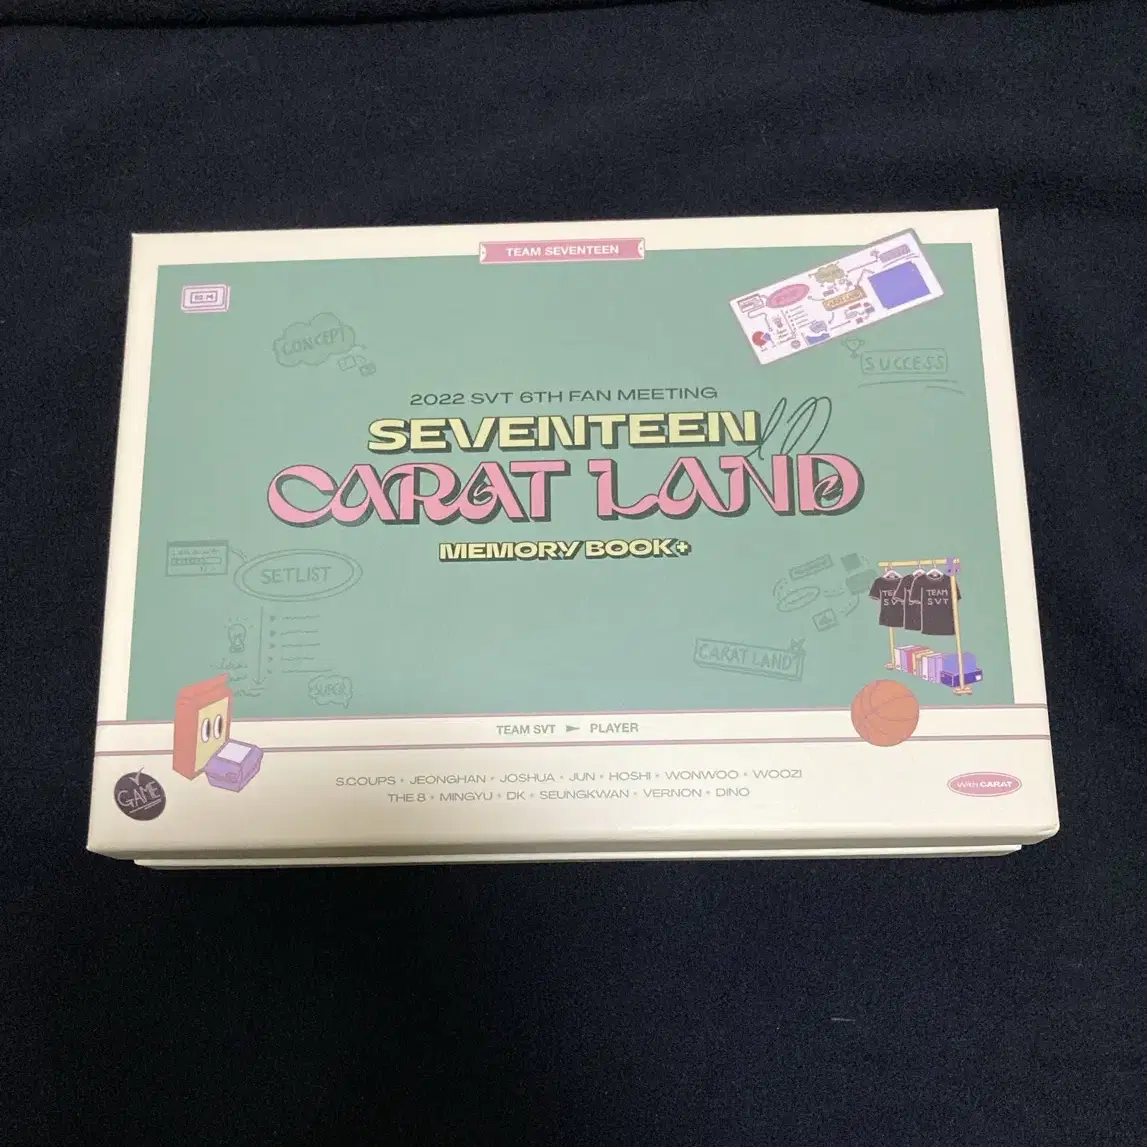 TEAM SEVENTEEN
CONCEPT
SUCCESS
2022 SVT 6TH FAN MEETING
SEVENTEEN
CARAT LAND
MEMORY BOOK+
SETLIST
TEAM
SVT
CARAT LAND
SUPER
TEAM SVT ► PLAYER
GAME
S.COUPS • JEONGHAN • JOSHUA • JUN • HOSHI • WONWOO • WOOZI
THE 8 • MINGYU • DK • SEUNGKWAN • VERNON • DINO
With CARAT